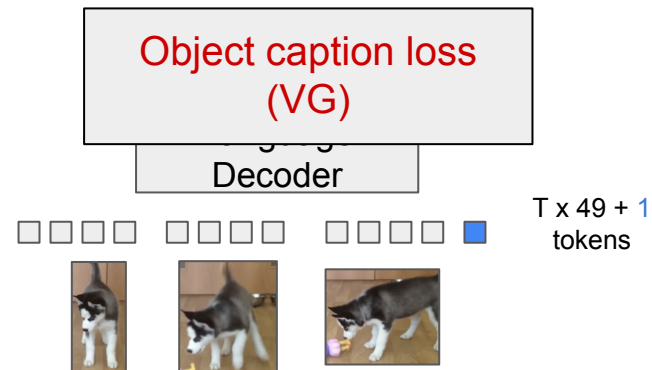 Object caption loss
(VG)
Decoder
T x 49 + 1
tokens